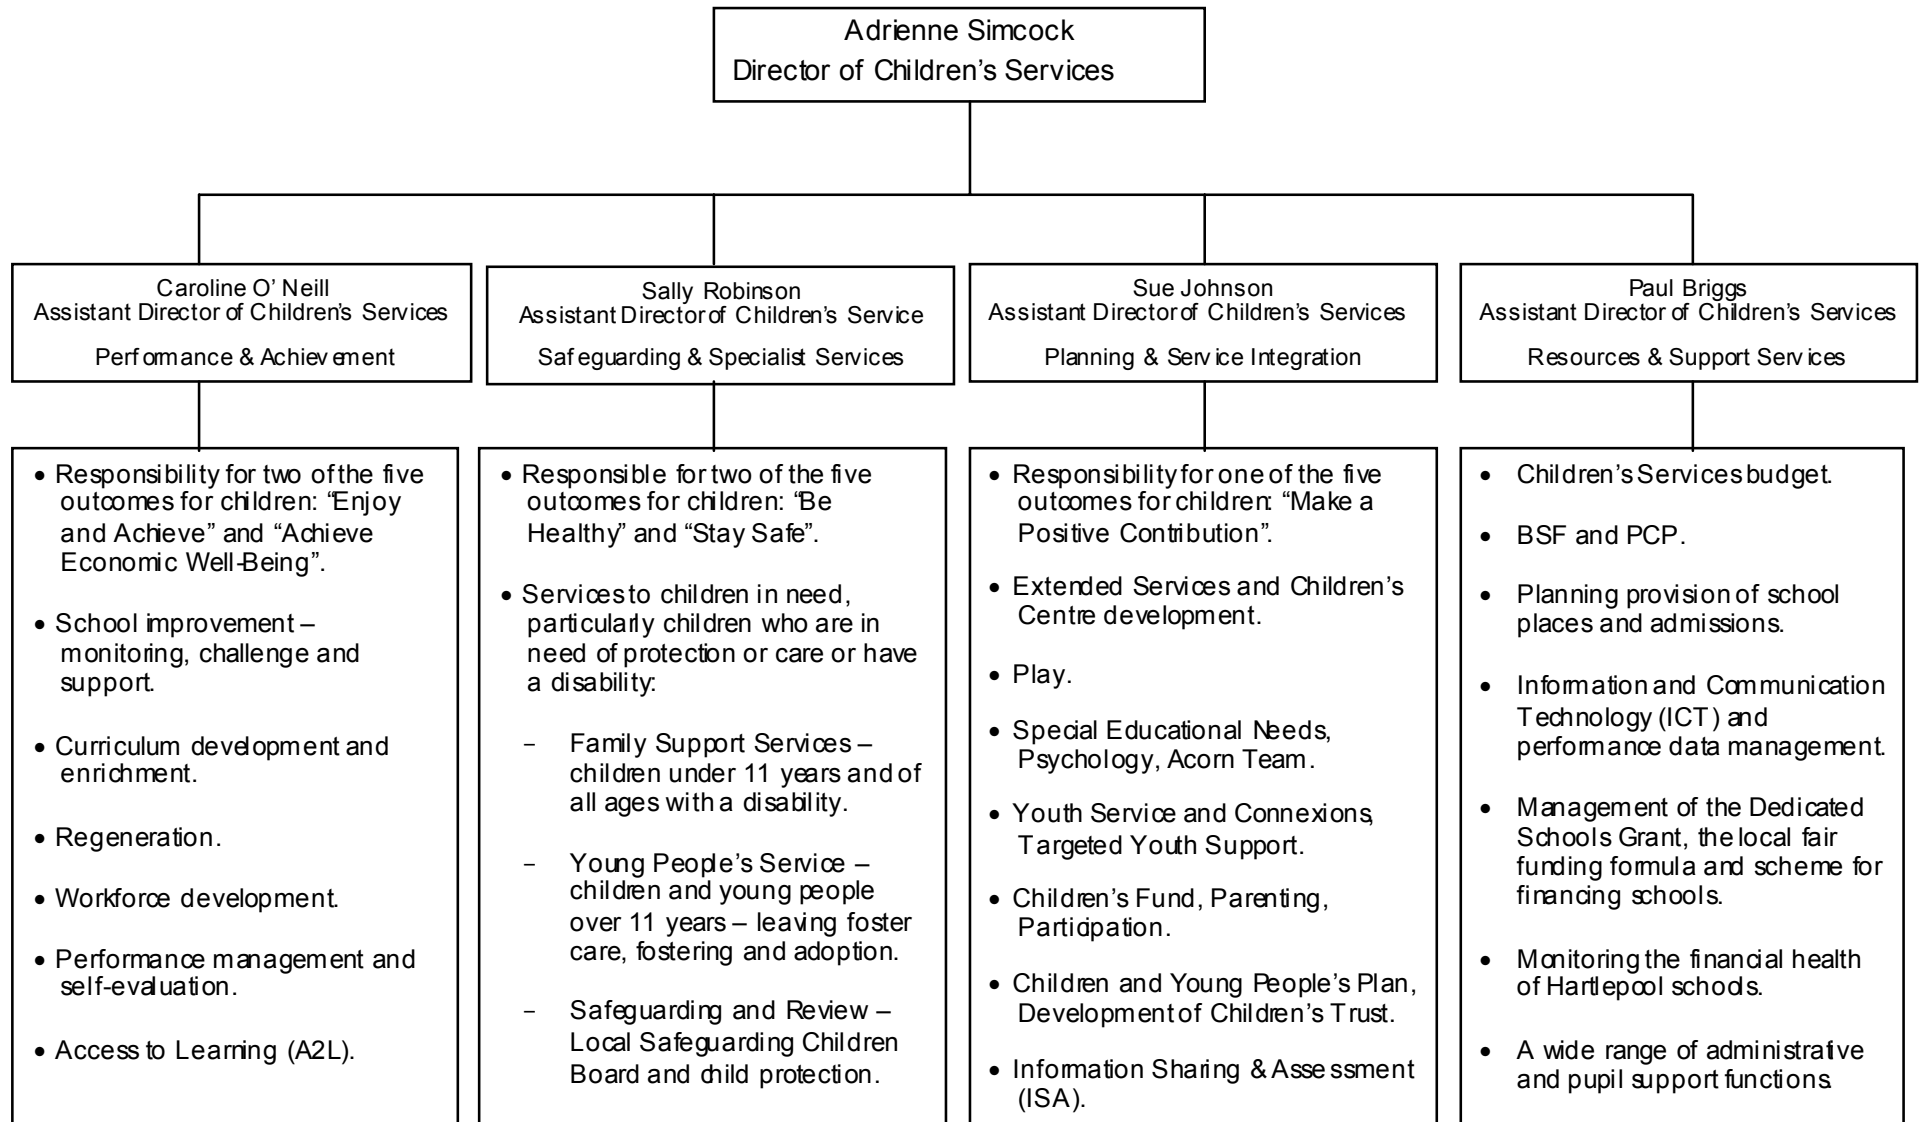 Adrienne Simcock
Director of Children’s Services
Caroline O’ Neill
Assistant Director of Children’s Services
Performance & Achievement
Sally Robinson
Assistant Director of Children’s Service
Safeguarding & Specialist Services
Sue Johnson
Assistant Director of Children’s Services
Planning & Service Integration
Paul Briggs
Assistant Director of Children’s Services
Resources & Support Services
• Responsibility for two of the five
outcomes for children: “Enjoy
and Achieve” and “Achieve
Economic Well-Being”.
• School improvement –
monitoring, challenge and
support.
• Curriculum development and
enrichment.
• Regeneration.
• Workforce development.
• Performance management and
self-evaluation.
• Access to Learning (A2L).
• Responsible for two of the five
outcomes for children: “Be
Healthy” and “Stay Safe”.
• Services to children in need,
particularly children who are in
need of protection or care or have
a disability:
– Family Support Services –
children under 11 years and of
all ages with a disability.
– Young People’s Service –
children and young people
over 11 years – leaving foster
care, fostering and adoption.
– Safeguarding and Review –
Local Safeguarding Children
Board and child protection.
• Responsibility for one of the five
outcomes for children: “Make a
Positive Contribution”.
• Extended Services and Children’s
Centre development.
• Play.
• Special Educational Needs,
Psychology, Acorn Team.
• Youth Service and Connexions,
Targeted Youth Support.
• Children’s Fund, Parenting,
Participation.
• Children and Young People’s Plan,
Development of Children’s Trust.
• Information Sharing & Assessment
(ISA).
• Children’s Services budget.
• BSF and PCP.
• Planning provision of school
places and admissions.
• Information and Communication
Technology (ICT) and
performance data management.
• Management of the Dedicated
Schools Grant, the local fair
funding formula and scheme for
financing schools.
• Monitoring the financial health
of Hartlepool schools.
• A wide range of administrative
and pupil support functions.